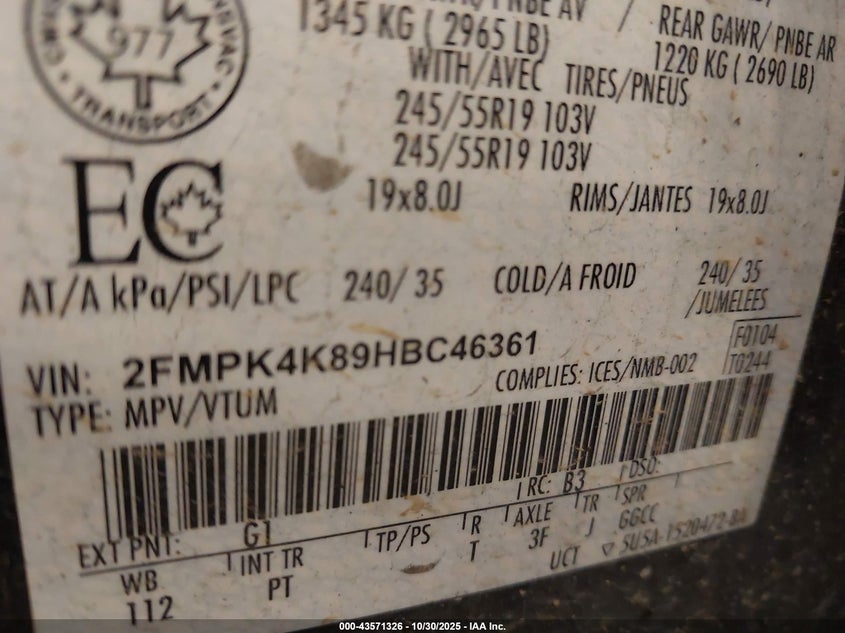 /PNBE AV / REAR GAWR/PNBE AR
1345 KG ( 2965 LB) 1220 KG ( 2690 LB)
WITH/AVEC TIRES/PNEUS
245/55R19 103V
245/55R19 103V
19x8.0J RIMS/JANTES 19x8.0J
977
TRANSPORT
EC
AT/A kPa/PSI/LPC 240/ 35 COLD/A FROID 240/ 35
/JUMELEES
VIN: 2FMPK4K89HBC46361 F0104
TYPE: MPV/VTUM COMPLIES: ICES/NMB-002 T0244
RC: B3 DSO:
EXT PNT: G1 TP/PS R AXLE TR SPR
WB INT TR T 3F J GGCC
112 PT UCT
000-43571326 - 10/30/2025 - IAA Inc.